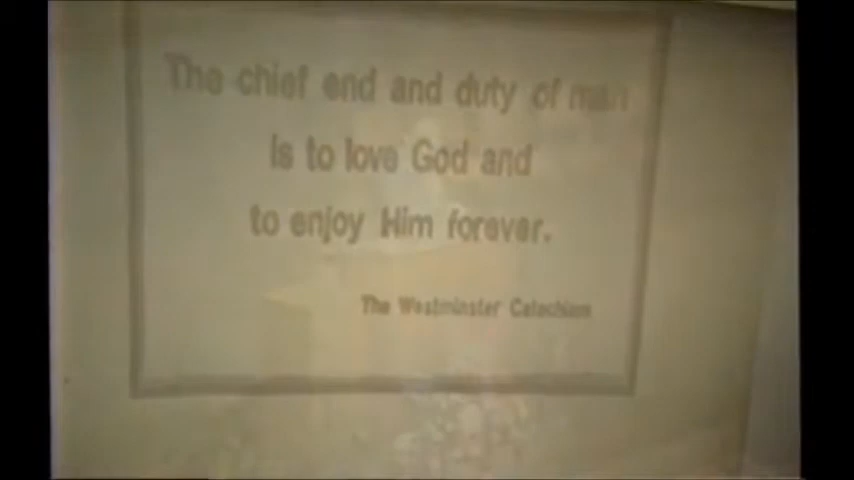 The chief end and duty of man
is to love God and
to enjoy Him forever.
The Westminster Catechism